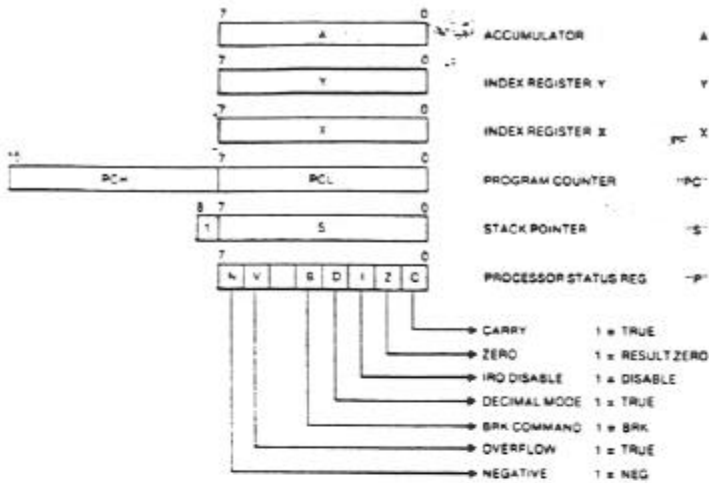 7 0
A ACCUMULATOR A
7 0
Y INDEX REGISTER Y Y
7 0
X INDEX REGISTER X X
15 7 0
PCH PCL PROGRAM COUNTER "PC"
8 7 0
1 S STACK POINTER "S"
7 0
N V B D I Z C PROCESSOR STATUS REG "P"
CARRY 1 = TRUE
ZERO 1 = RESULT ZERO
IRQ DISABLE 1 = DISABLE
DECIMAL MODE 1 = TRUE
BRK COMMAND 1 = BRK
OVERFLOW 1 = TRUE
NEGATIVE 1 = NEG